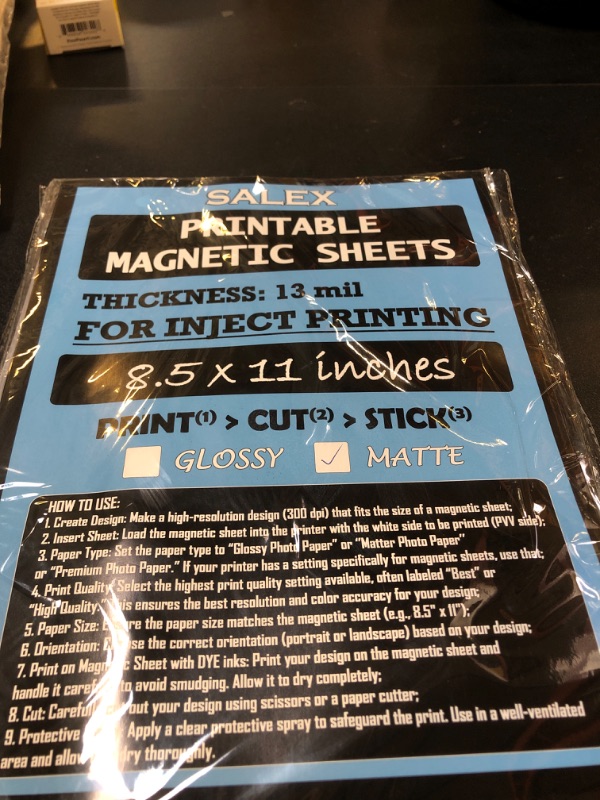 SALEX
PRINTABLE
MAGNETIC SHEETS
THICKNESS: 13 mil
FOR INJECT PRINTING
8.5 x 11 inches
PRINT(1) > CUT(2) > STICK(3)
GLOSSY MATTE
HOW TO USE:
1. Create Design: Make a high-resolution design (300 dpi) that fits the size of a magnetic sheet;
2. Insert Sheet: Load the magnetic sheet into the printer with the white side to be printed (PVV side);
3. Paper Type: Set the paper type to "Glossy Photo Paper" or "Matter Photo Paper"
or "Premium Photo Paper." If your printer has a setting specifically for magnetic sheets, use that;
4. Print Quality: Select the highest print quality setting available, often labeled "Best" or
"High Quality." This ensures the best resolution and color accuracy for your design;
5. Paper Size: the paper size matches the magnetic sheet (e.g., 8.5" x 11");
6. Orientation: the correct orientation (portrait or landscape) based on your design;
7. Print on Sheet with DYE inks: Print your design on the magnetic sheet and
handle it to avoid smudging. Allow it to dry completely;
8. Cut: out your design using scissors or a paper cutter;
9. Protective Apply a clear protective spray to safeguard the print. Use in a well-ventilated
area and allow dry thoroughly.